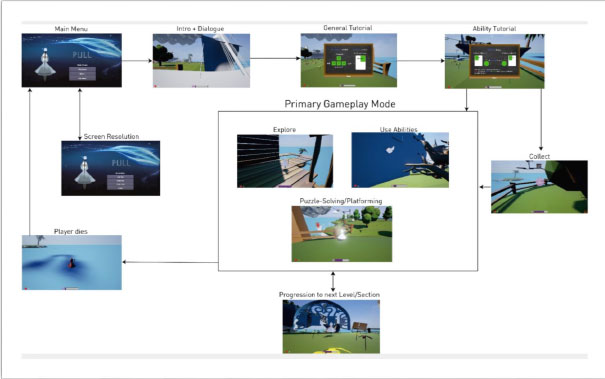 Main Menu
Intro + Dialogue
General Tutorial
Ability Tutorial
PULL
Primary Gameplay Mode
Explore
Use Abilities
Screen Resolution
PULL
Collect
Puzzle-Solving/Platforming
Player dies
Progression to next Level/Section